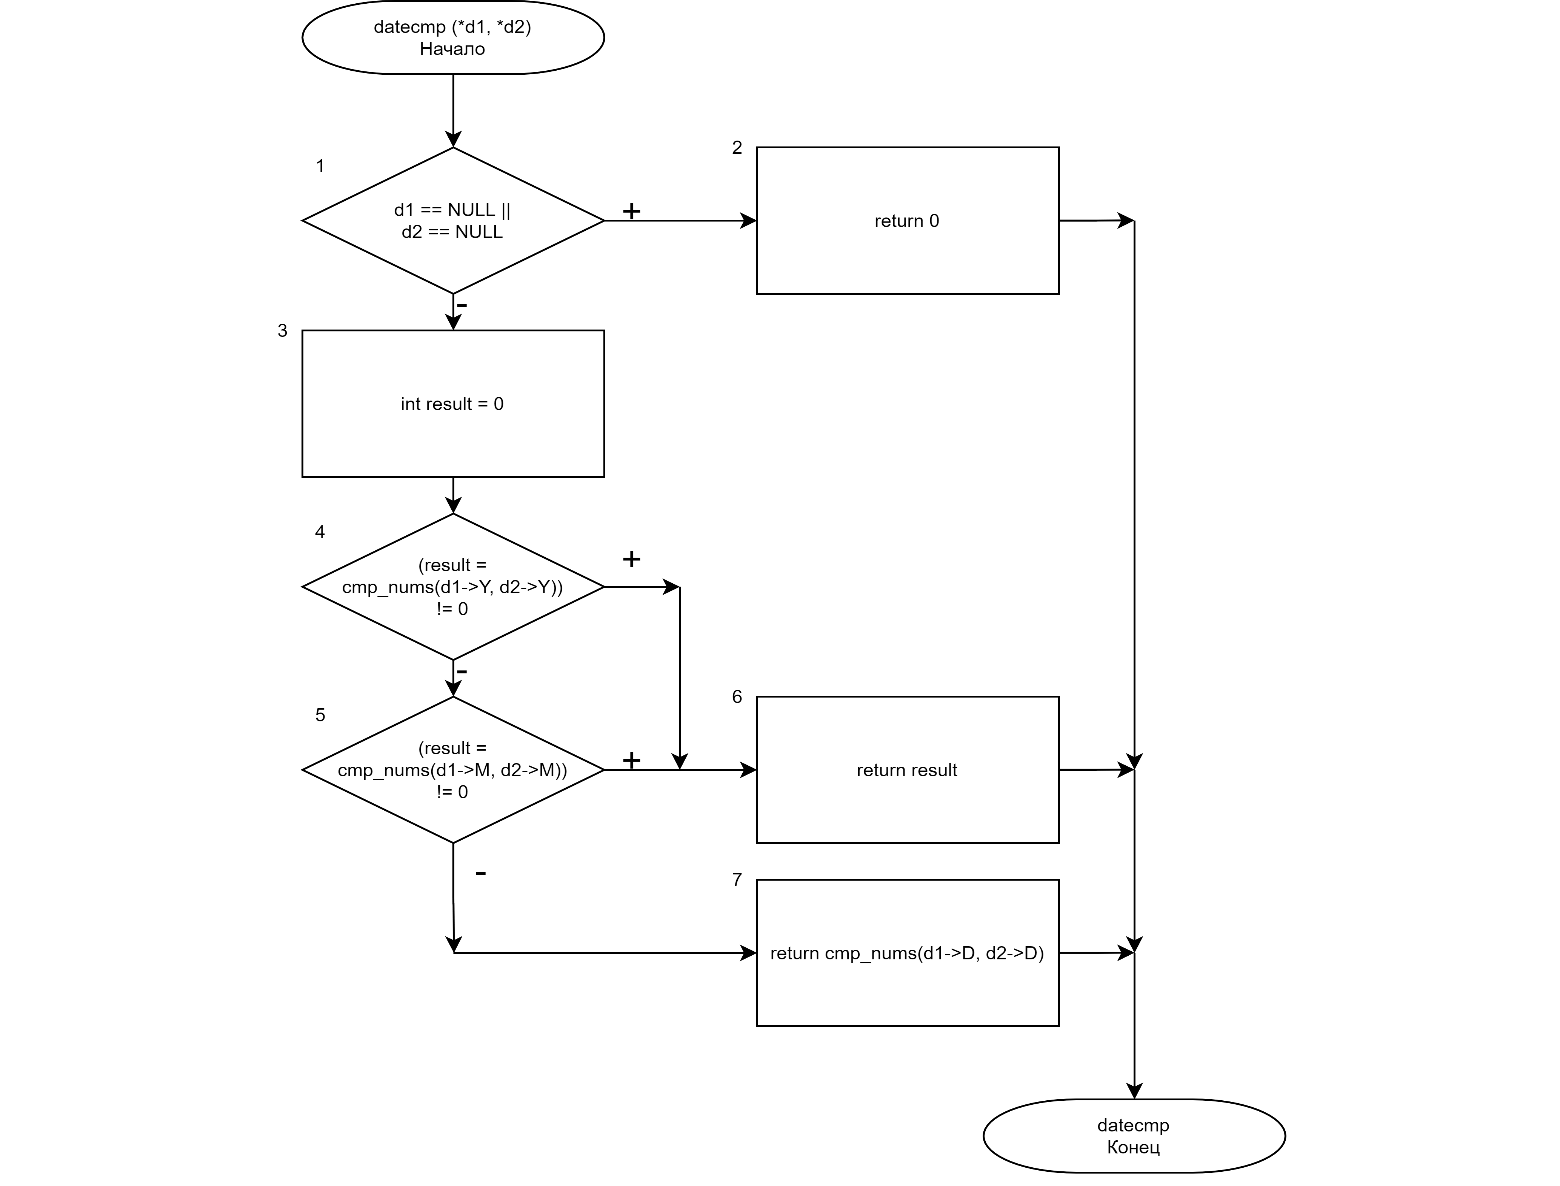 datecmp (*d1, *d2)
Начало
1
d1 == NULL ||
d2 == NULL
+
-
2
return 0
3
int result = 0
4
(result =
cmp_nums(d1->Y, d2->Y))
!= 0
+
-
5
(result =
cmp_nums(d1->M, d2->M))
!= 0
+
-
6
return result
7
return cmp_nums(d1->D, d2->D)
datecmp
Конец